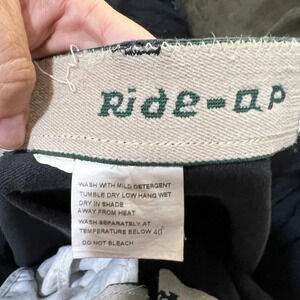 Ride-ap
WASH WITH MILD DETERGENT
TUMBLE DRY LOW HANG WET
DRY IN SHADE
AWAY FROM HEAT
WASH SEPARATELY AT
TEMPERATURE BELOW 40°
DO NOT BLEACH